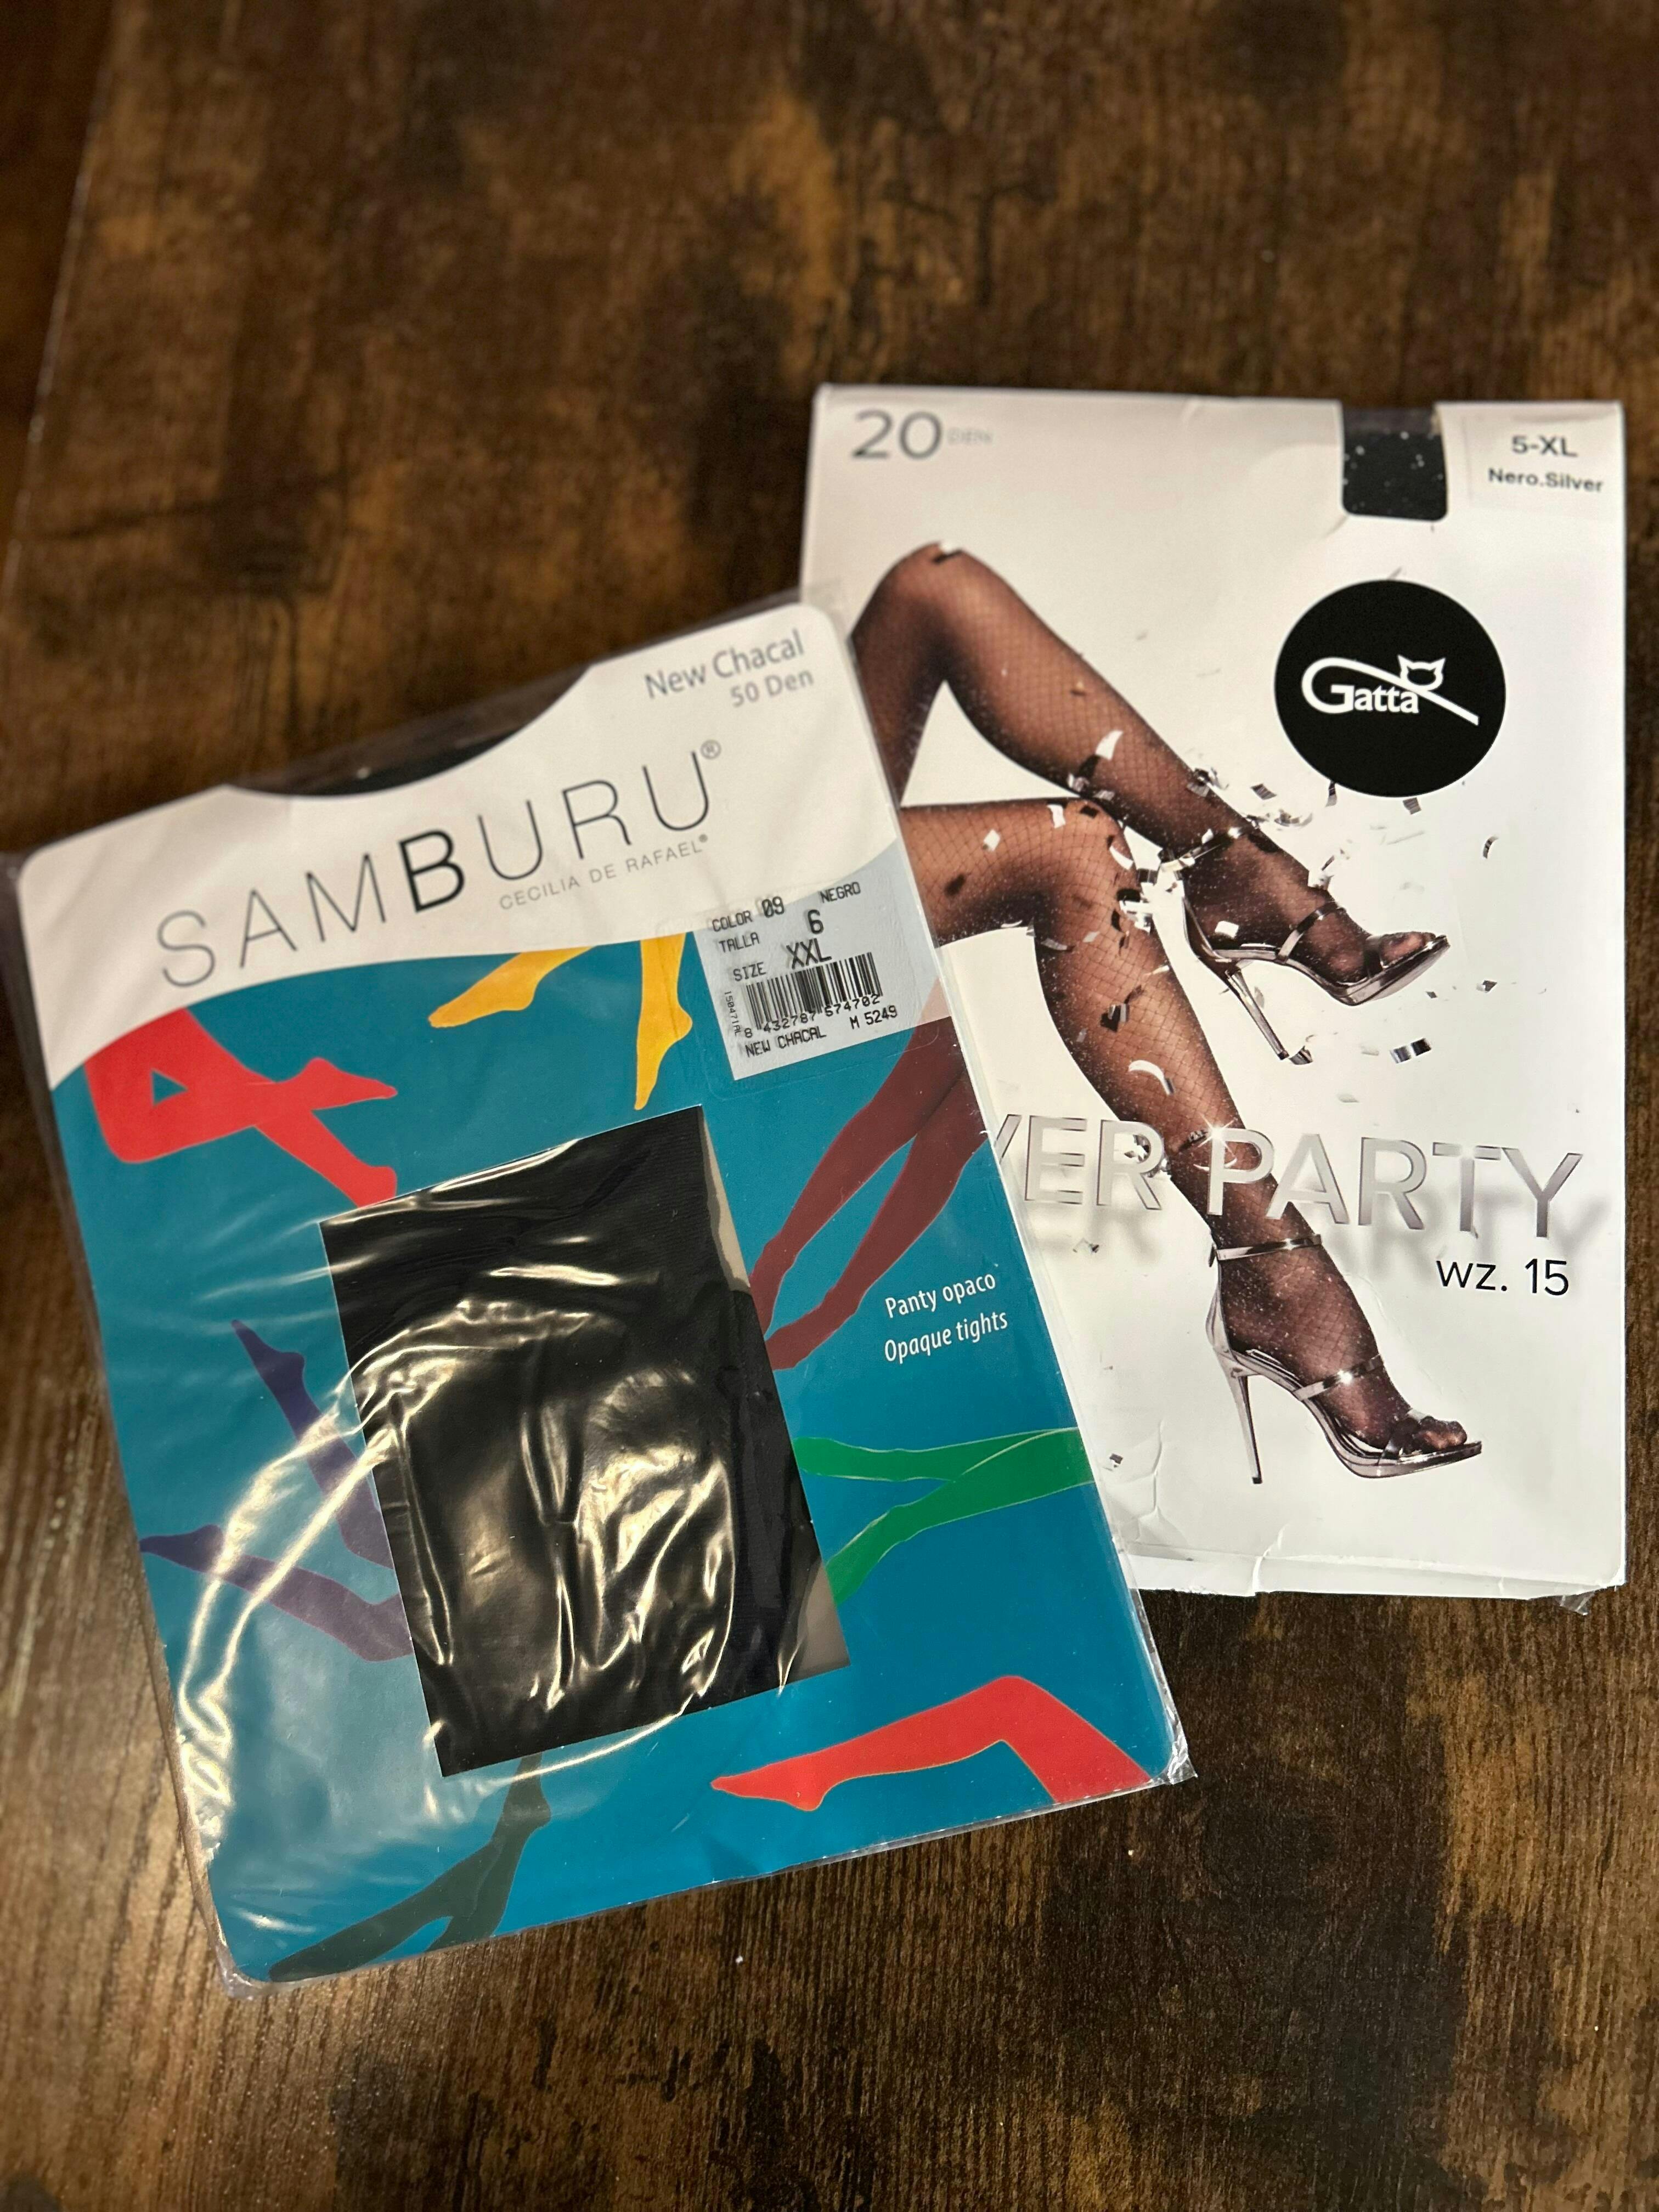 New Chacal
50 Den
SAMBURU®
CECILIA DE RAFAEL®
COLOR 09 NEGRO
TALLA 6
SIZE XXL
8 432787 574702
NEW CHACAL M 5249
Panty opaco
Opaque tights
20 DEN
5-XL
Nero.Silver
Gatta
VER PARTY
wz. 15